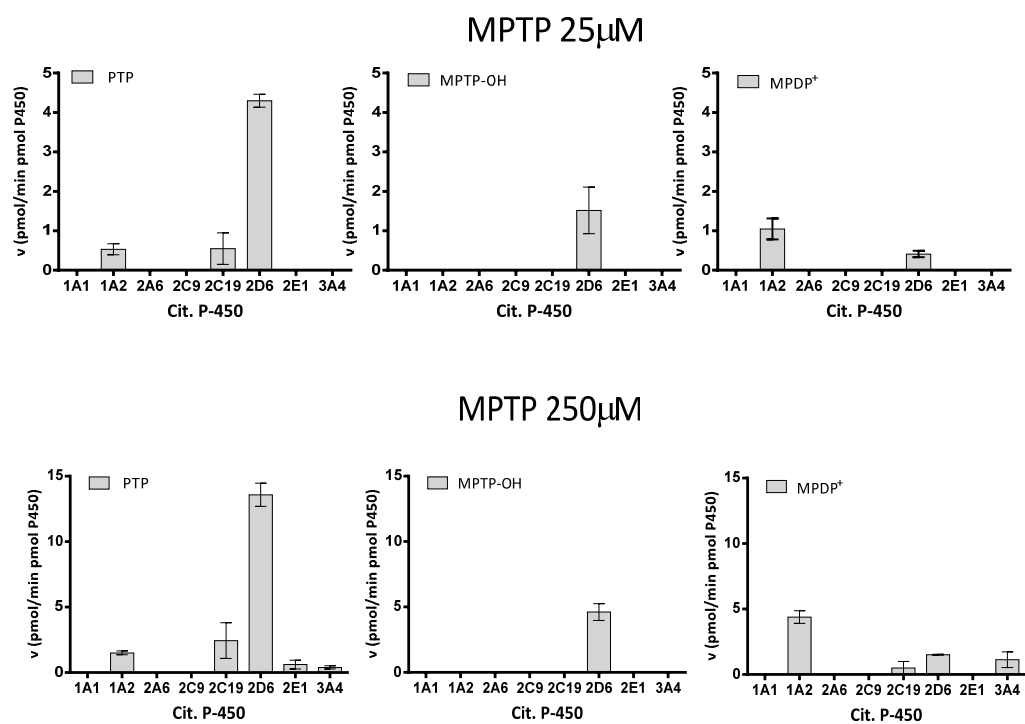 MPTP 25μM
PTP
v (pmol/min pmol P450)
5
4
3
2
1
0
1A1 1A2 2A6 2C9 2C19 2D6 2E1 3A4
Cit. P-450
MPTP-OH
v (pmol/min pmol P450)
5
4
3
2
1
0
1A1 1A2 2A6 2C9 2C19 2D6 2E1 3A4
Cit. P-450
MPDP⁺
v (pmol/min pmol P450)
5
4
3
2
1
0
1A1 1A2 2A6 2C9 2C19 2D6 2E1 3A4
Cit. P-450
MPTP 250μM
PTP
v (pmol/min pmol P450)
15
10
5
0
1A1 1A2 2A6 2C9 2C19 2D6 2E1 3A4
Cit. P-450
MPTP-OH
v (pmol/min pmol P450)
15
10
5
0
1A1 1A2 2A6 2C9 2C19 2D6 2E1 3A4
Cit. P-450
MPDP⁺
v (pmol/min pmol P450)
15
10
5
0
1A1 1A2 2A6 2C9 2C19 2D6 2E1 3A4
Cit. P-450